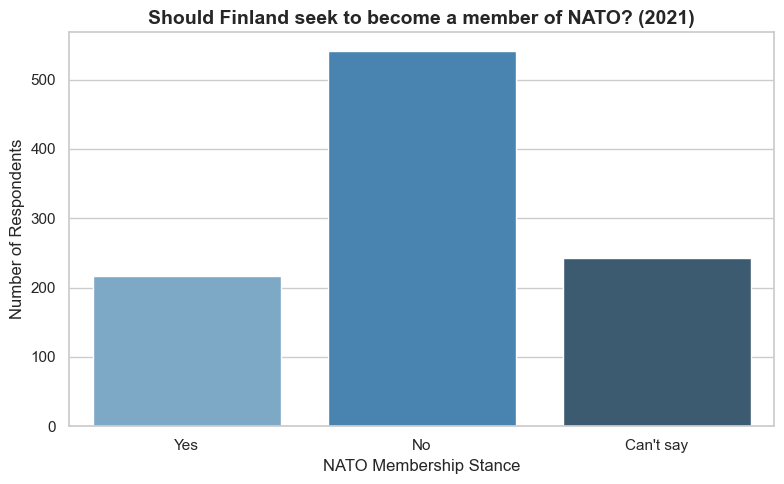 Should Finland seek to become a member of NATO? (2021)
Number of Respondents
500
400
300
200
100
0
Yes
No
Can't say
NATO Membership Stance